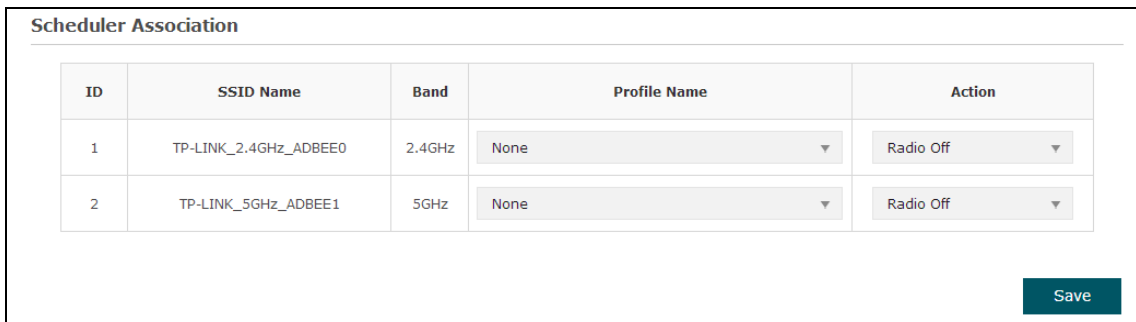 Scheduler Association
ID SSID Name Band Profile Name Action
1 TP-LINK_2.4GHz_ADBEE0 2.4GHz None Radio Off
2 TP-LINK_5GHz_ADBEE1 5GHz None Radio Off
Save